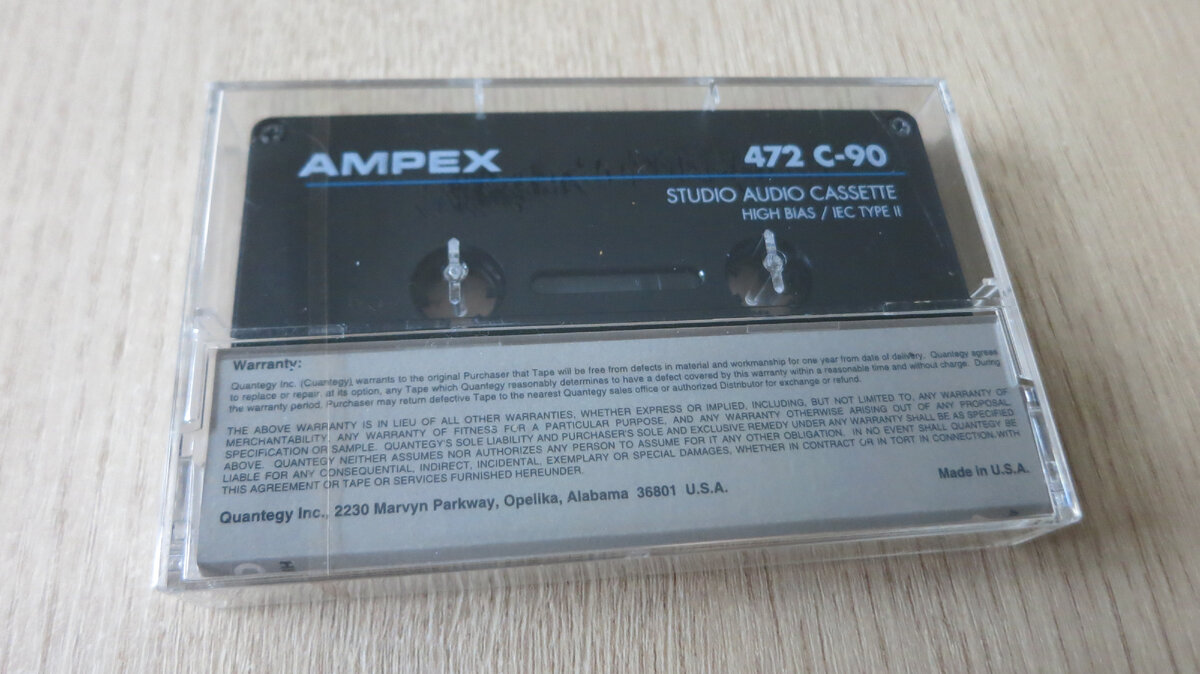 AMPEX
472 C-90
STUDIO AUDIO CASSETTE
HIGH BIAS / IEC TYPE II
Warranty:
Quantegy Inc. (Quantegy) warrants to the original Purchaser that Tape will be free from defects in material and workmanship for one year from date of delivery. Quantegy agrees
to replace or repair, at its option, any Tape which Quantegy reasonably determines to have a defect covered by this warranty within a reasonable time and without charge. During
the warranty period, Purchaser may return defective Tape to the nearest Quantegy sales office or authorized Distributor for exchange or refund.
THE ABOVE WARRANTY IS IN LIEU OF ALL OTHER WARRANTIES, WHETHER EXPRESS OR IMPLIED, INCLUDING, BUT NOT LIMITED TO, ANY WARRANTY OF
MERCHANTABILITY, ANY WARRANTY OF FITNESS FOR A PARTICULAR PURPOSE, AND ANY WARRANTY OTHERWISE ARISING OUT OF ANY PROPOSAL,
SPECIFICATION OR SAMPLE. QUANTEGY'S SOLE LIABILITY AND PURCHASER'S SOLE AND EXCLUSIVE REMEDY UNDER ANY WARRANTY SHALL BE AS SPECIFIED
ABOVE. QUANTEGY NEITHER ASSUMES NOR AUTHORIZES ANY PERSON TO ASSUME FOR IT ANY OTHER OBLIGATION. IN NO EVENT SHALL QUANTEGY BE
LIABLE FOR ANY CONSEQUENTIAL, INDIRECT, INCIDENTAL, EXEMPLARY OR SPECIAL DAMAGES, WHETHER IN CONTRACT OR IN TORT IN CONNECTION WITH
THIS AGREEMENT OR TAPE OR SERVICES FURNISHED HEREUNDER.
Made in U.S.A.
Quantegy Inc., 2230 Marvyn Parkway, Opelika, Alabama 36801 U.S.A.